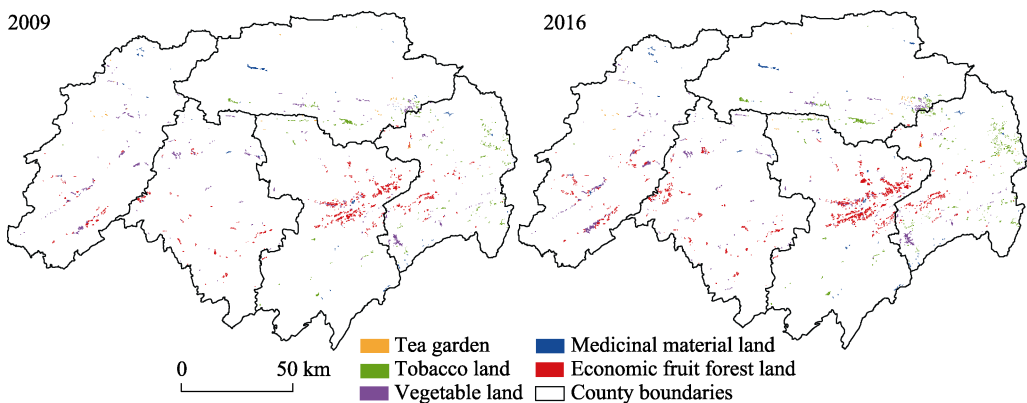 2009
2016
Tea garden
Medicinal material land
Tobacco land
Economic fruit forest land
0 50 km
Vegetable land
County boundaries